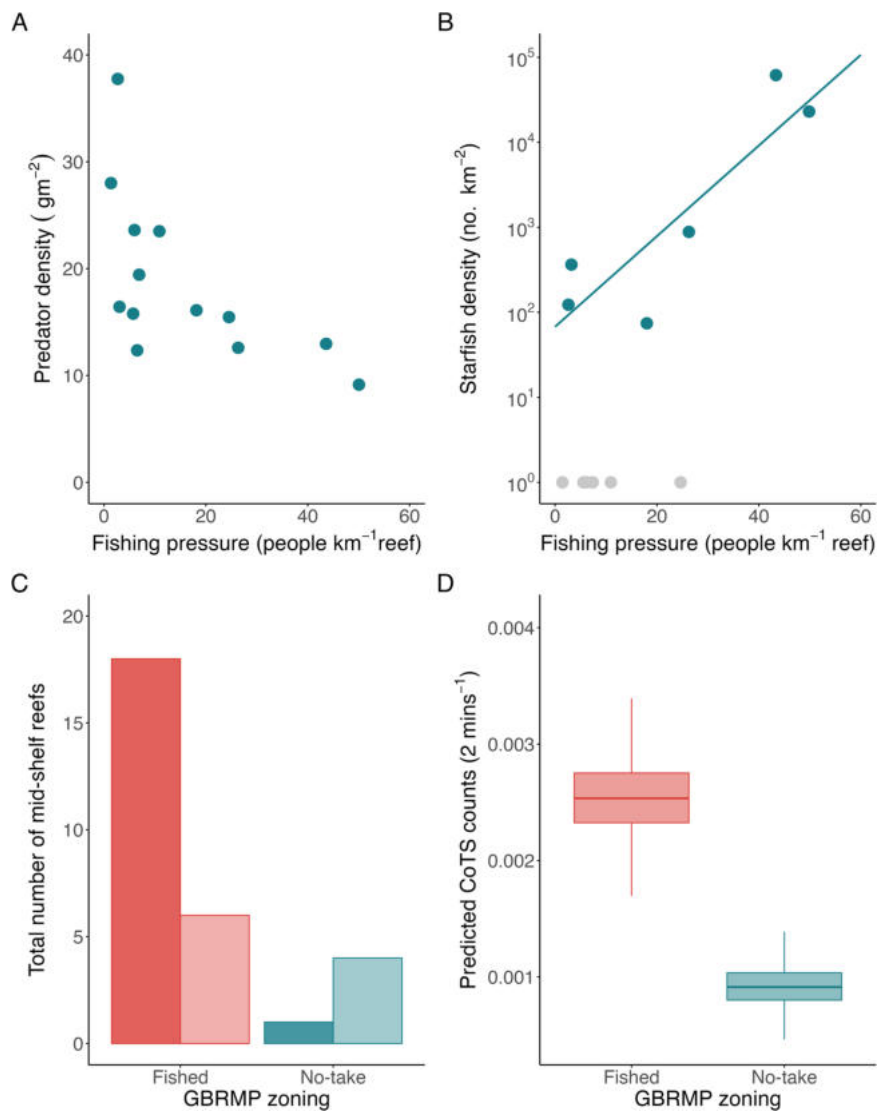 A
40
30
20
10
0
Predator density ( gm⁻²)
0 20 40 60
Fishing pressure (people km⁻¹reef)
B
10⁵
10⁴
10³
10²
10¹
10⁰
Starfish density (no. km⁻²)
0 20 40 60
Fishing pressure (people km⁻¹ reef)
C
20
15
10
5
0
Total number of mid-shelf reefs
Fished No-take
GBRMP zoning
D
0.004
0.003
0.002
0.001
Predicted CoTS counts (2 mins⁻¹)
Fished No-take
GBRMP zoning